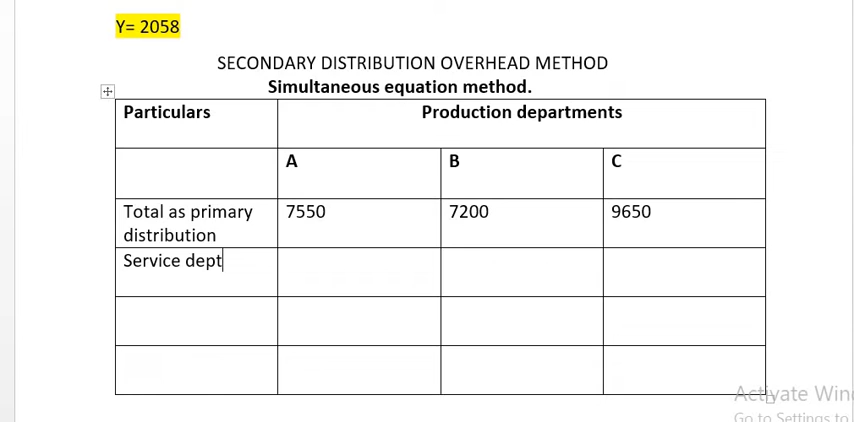 Y= 2058
SECONDARY DISTRIBUTION OVERHEAD METHOD
Simultaneous equation method.
Particulars Production departments
A B C
Total as primary distribution 7550 7200 9650
Service dept
Activate Win
Go to Settings to